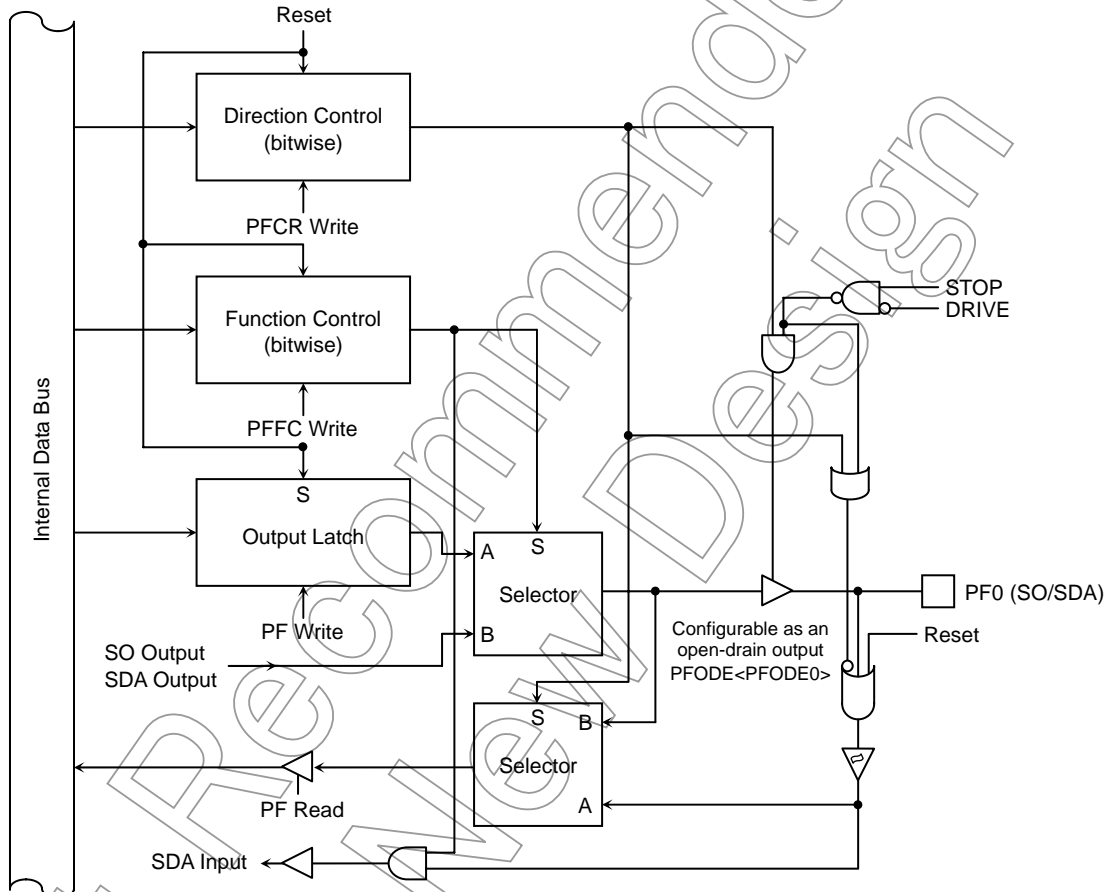 Reset
Direction Control
(bitwise)
PFCR Write
STOP
DRIVE
Function Control
(bitwise)
PFFC Write
Internal Data Bus
S
Output Latch
A
S
Selector
B
PF Write
SO Output
SDA Output
PF0 (SO/SDA)
Configurable as an
open-drain output
PFODE<PFODE0>
Reset
S
B
Selector
A
PF Read
SDA Input
Recommende
New Design